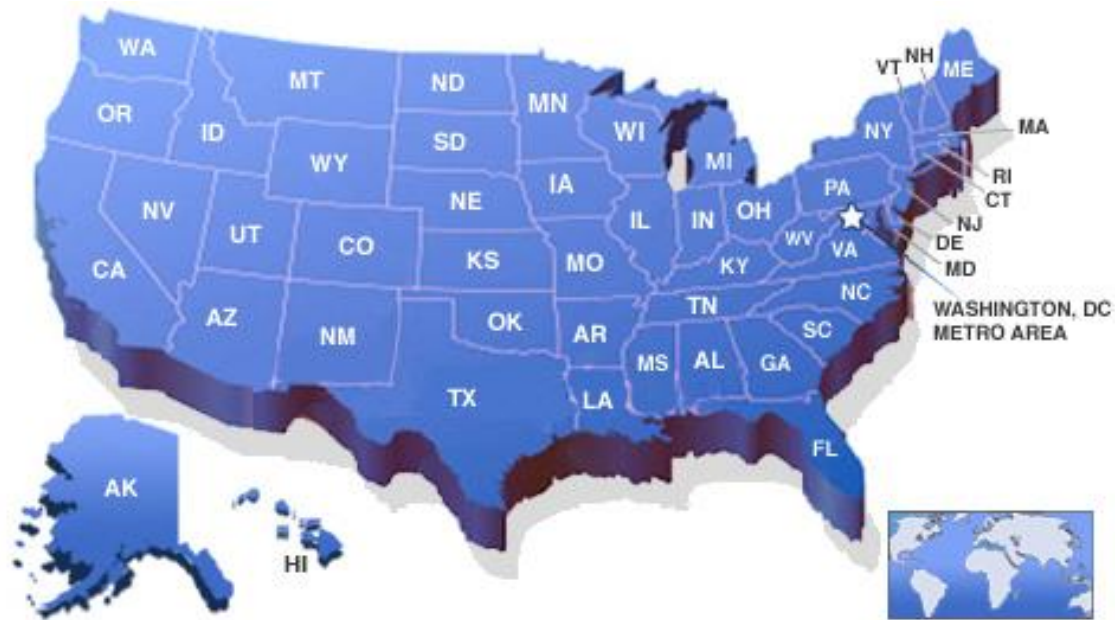 WA
MT
ND
MN
VT
NH
ME
OR
ID
SD
WI
NY
MA
WY
MI
RI
IA
CT
NE
PA
NV
IL
IN
OH
NJ
UT
CO
WV
DE
KS
MO
VA
MD
CA
KY
NC
WASHINGTON, DC
METRO AREA
AZ
NM
OK
TN
AR
SC
MS
AL
GA
TX
LA
FL
AK
HI